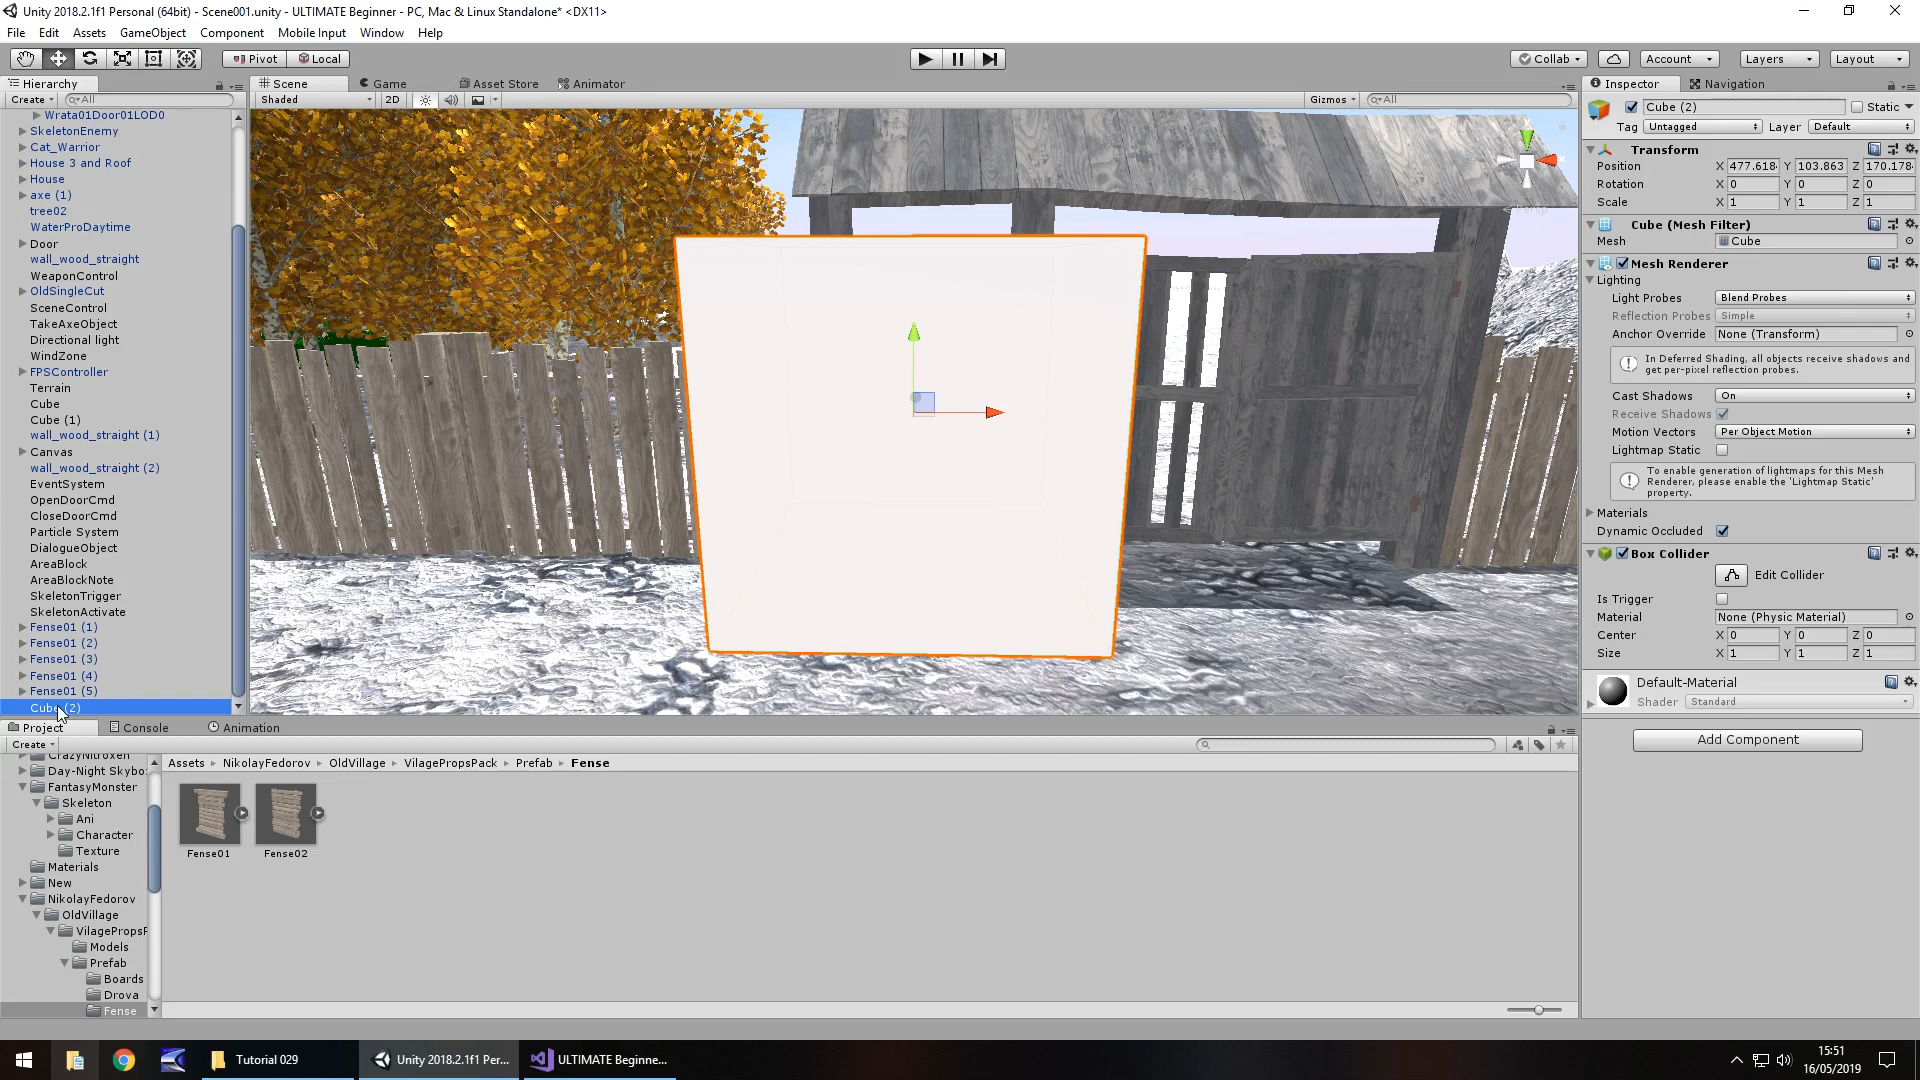 Unity 2018.2.1f1 Personal (64bit) - Scene001.unity - ULTIMATE Beginner - PC, Mac & Linux Standalone* <DX11>
File Edit Assets GameObject Component Mobile Input Window Help
Pivot Local Collab Account Layers Layout
Hierarchy Scene Game Asset Store Animator Inspector Navigation
Create All Shaded 2D Gizmos All
Wrata01Door01LOD0
SkeletonEnemy
Cat_Warrior
House 3 and Roof
House
axe (1)
tree02
WaterProDaytime
Door
wall_wood_straight
WeaponControl
OldSingleCut
SceneControl
TakeAxeObject
Directional light
WindZone
FPSController
Terrain
Cube
Cube (1)
wall_wood_straight (1)
Canvas
wall_wood_straight (2)
EventSystem
OpenDoorCmd
CloseDoorCmd
Particle System
DialogueObject
AreaBlock
AreaBlockNote
SkeletonTrigger
SkeletonActivate
Fense01 (1)
Fense01 (2)
Fense01 (3)
Fense01 (4)
Fense01 (5)
Cube (2)
Cube (2) Static
Tag Untagged Layer Default
Transform
Position X 477.618 Y 103.863 Z 170.178
Rotation X 0 Y 0 Z 0
Scale X 1 Y 1 Z 1
Cube (Mesh Filter)
Mesh Cube
Mesh Renderer
Lighting
Light Probes Blend Probes
Reflection Probes Simple
Anchor Override None (Transform)
In Deferred Shading, all objects receive shadows and
get per-pixel reflection probes.
Cast Shadows On
Receive Shadows
Motion Vectors Per Object Motion
Lightmap Static
To enable generation of lightmaps for this Mesh
Renderer, please enable the 'Lightmap Static'
property.
Materials
Dynamic Occluded
Box Collider
Edit Collider
Is Trigger
Material None (Physic Material)
Center X 0 Y 0 Z 0
Size X 1 Y 1 Z 1
Default-Material
Shader Standard
Add Component
Project Console Animation
Create
CrazyNitroxen
Day-Night Skybo
FantasyMonster
Skeleton
Ani
Character
Texture
Materials
New
NikolayFedorov
OldVillage
VilagePropsP
Models
Prefab
Boards
Drova
Fense
Assets NikolayFedorov OldVillage VilagePropsPack Prefab Fense
Fense01 Fense02
Tutorial 029 Unity 2018.2.1f1 Per... ULTIMATE Beginne...
15:51
16/05/2019